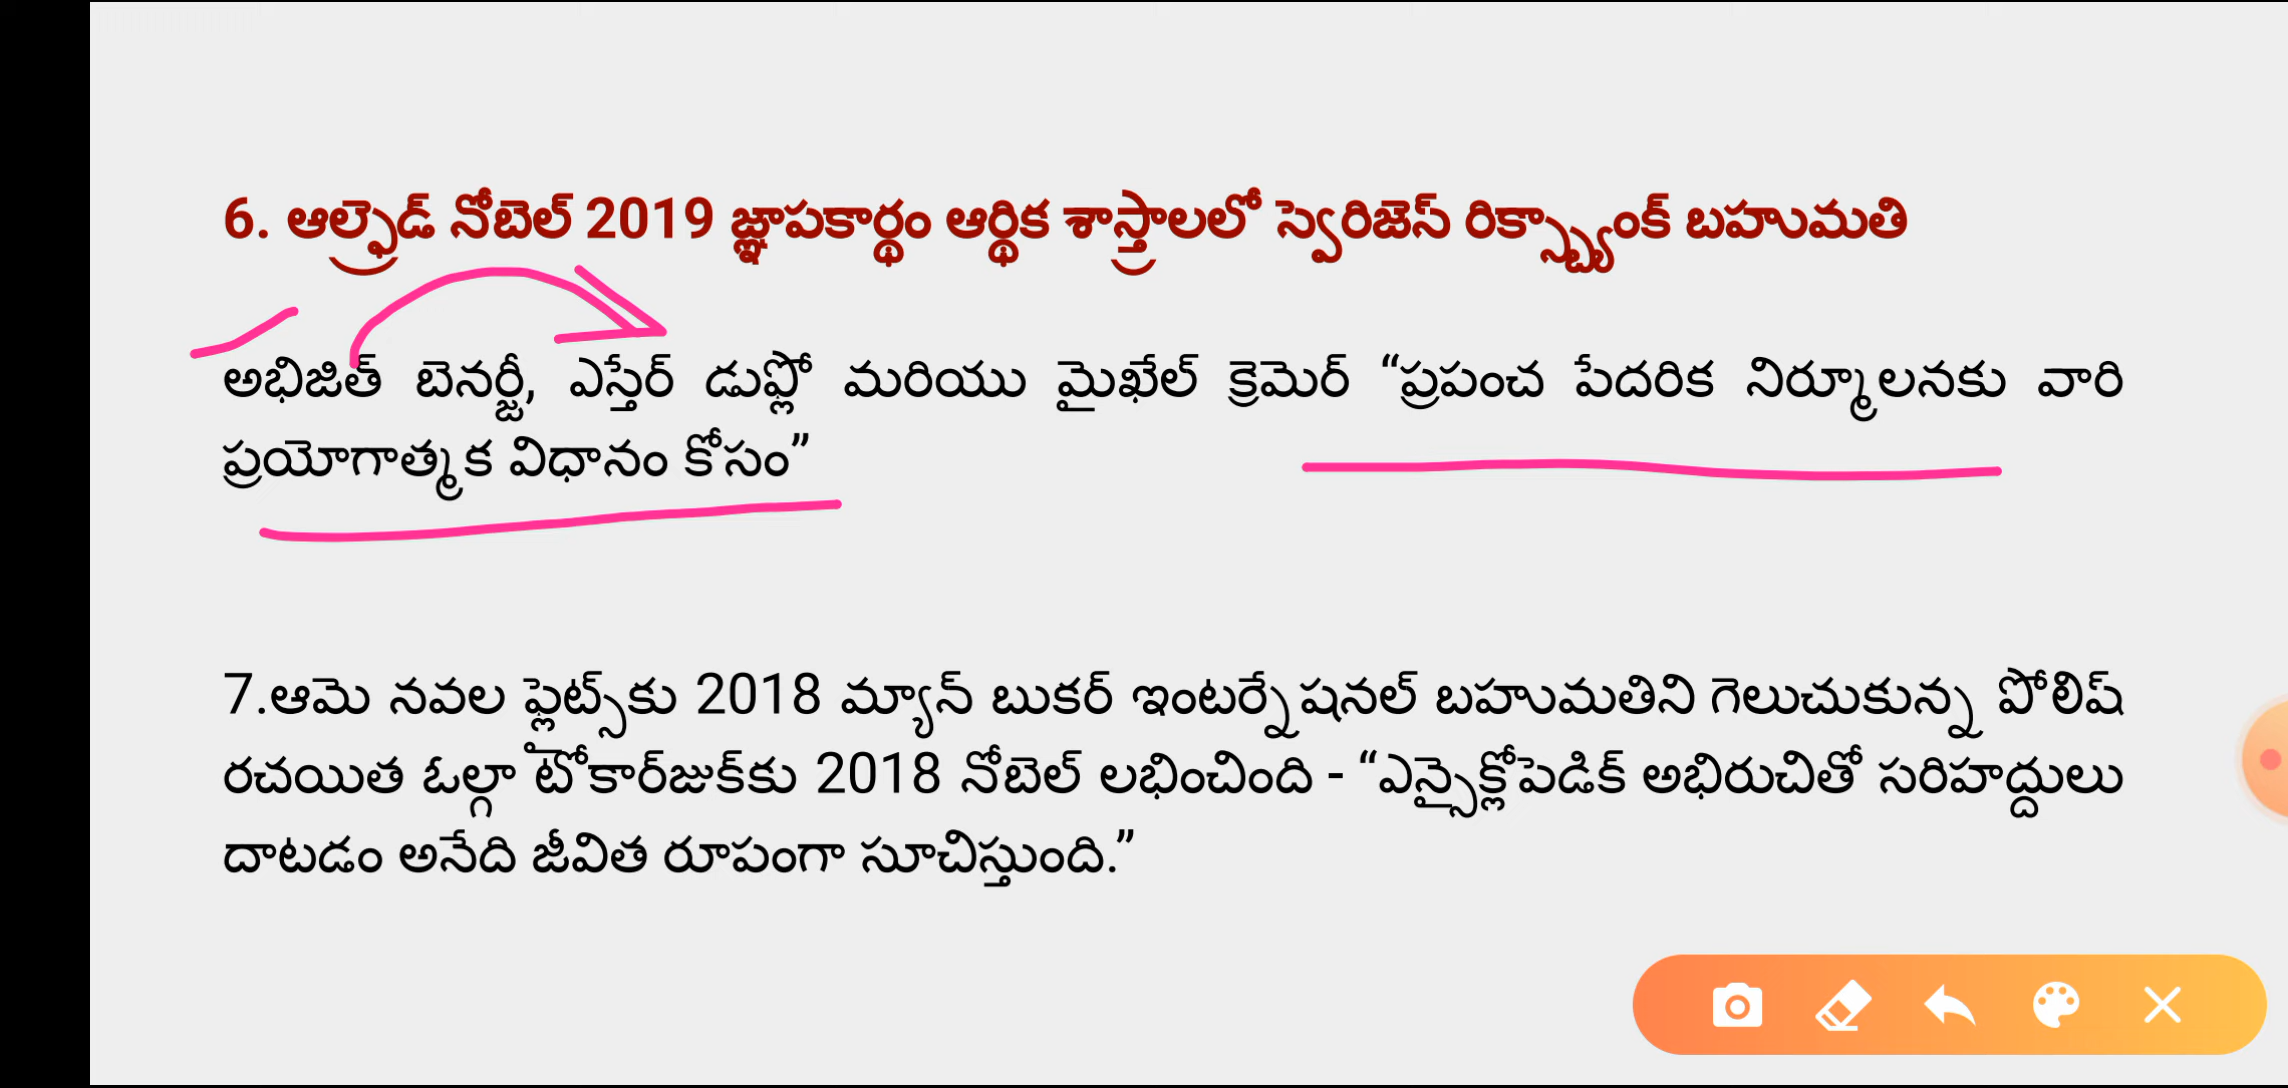 6. ఆల్ఫ్రెడ్ నోబెల్ 2019 జ్ఞాపకార్థం ఆర్థిక శాస్త్రాలలో స్వెరిజెస్ రిక్స్బ్యాంక్ బహుమతి
అభిజిత్ బెనర్జీ, ఎస్తేర్ డుఫ్లో మరియు మైఖేల్ క్రెమెర్ “ప్రపంచ పేదరిక నిర్మూలనకు వారి
ప్రయోగాత్మక విధానం కోసం”
7.ఆమె నవల ఫ్లైట్స్‌కు 2018 మ్యాన్ బుకర్ ఇంటర్నేషనల్ బహుమతిని గెలుచుకున్న పోలిష్
రచయిత ఓల్గా టోకార్‌జుక్‌కు 2018 నోబెల్ లభించింది - “ఎన్సైక్లోపెడిక్ అభిరుచితో సరిహద్దులు
దాటడం అనేది జీవిత రూపంగా సూచిస్తుంది.”